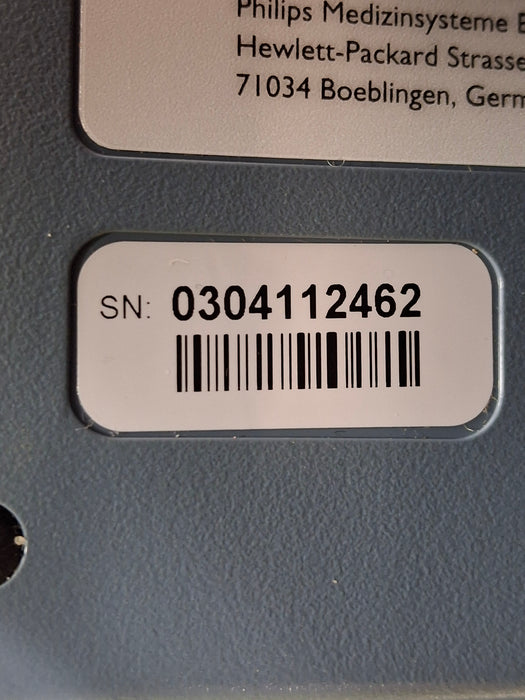 Philips Medizinsysteme
Hewlett-Packard Strasse
71034 Boeblingen,
SN: 0304112462